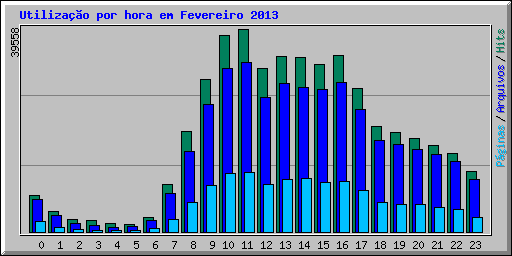 Utilização por hora em Fevereiro 2013
39558
Páginas / Arquivos / Hits
0 1 2 3 4 5 6 7 8 9 10 11 12 13 14 15 16 17 18 19 20 21 22 23